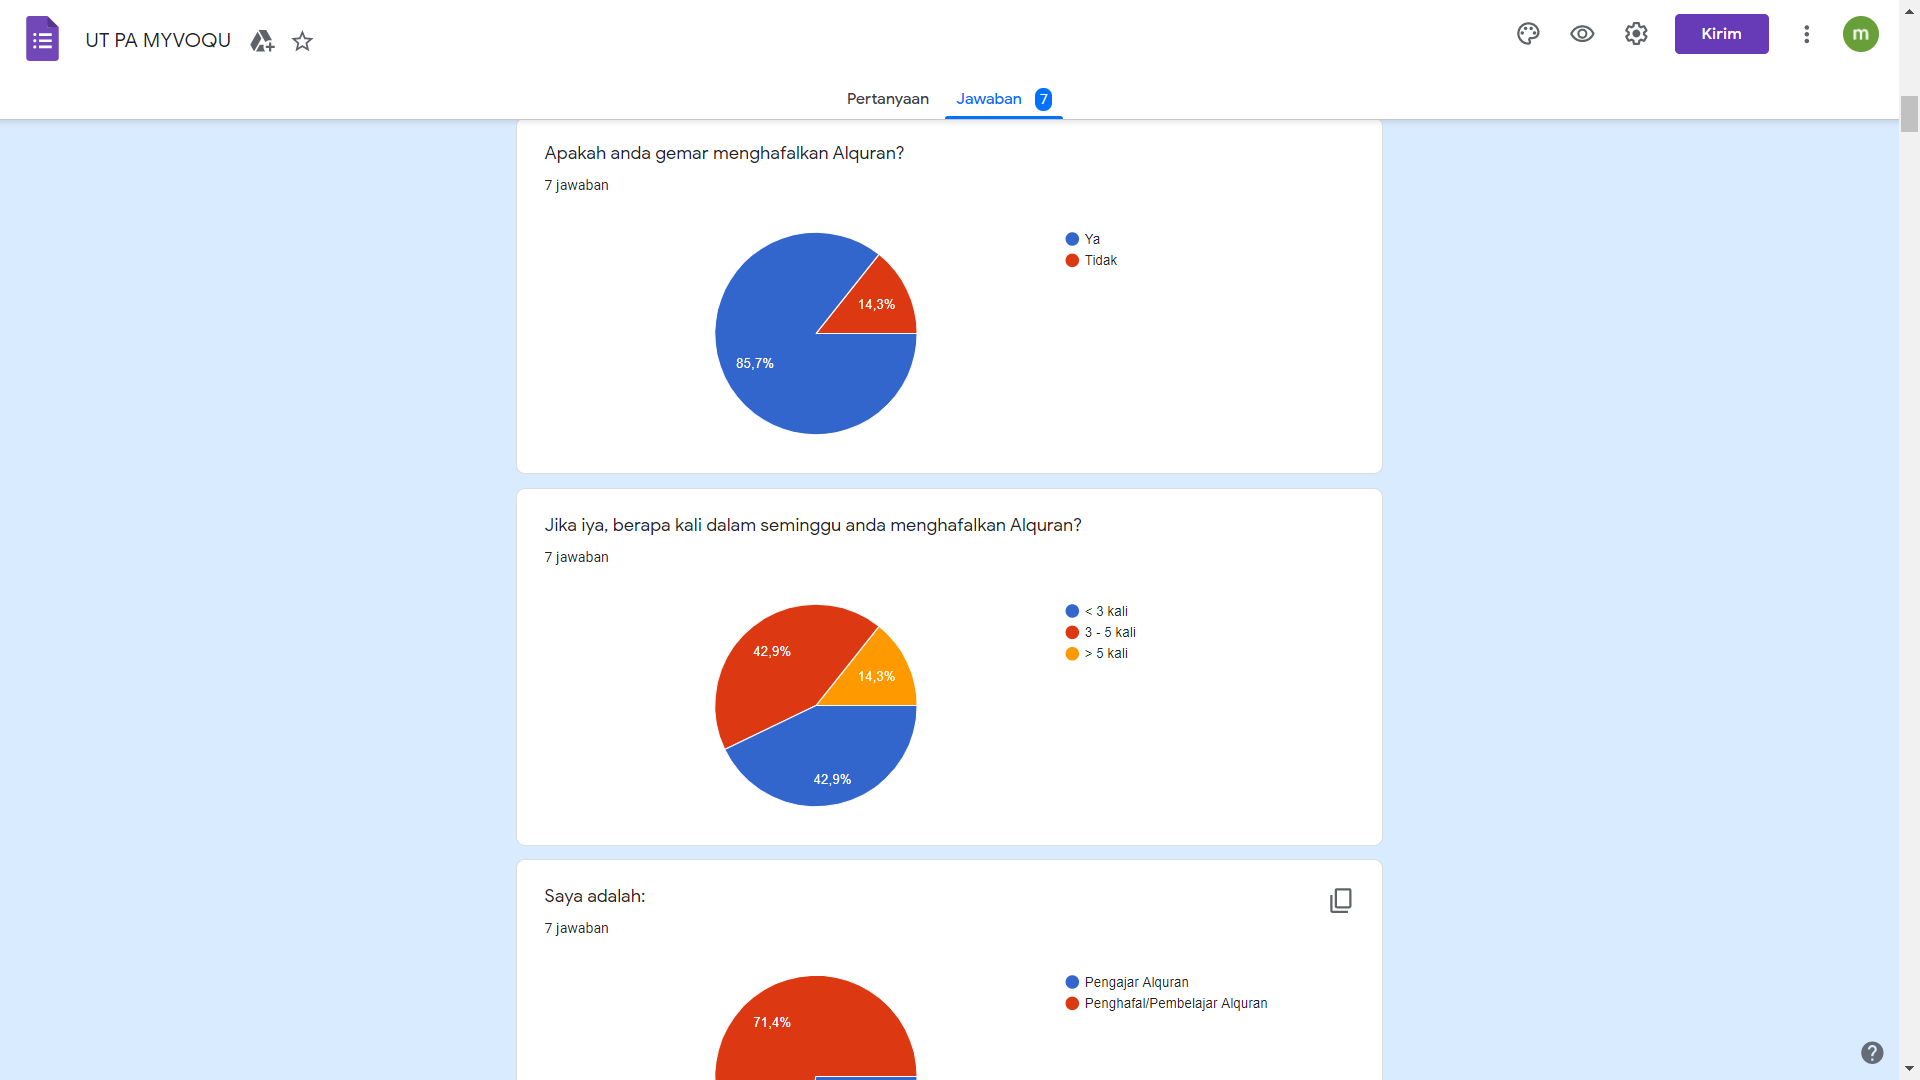 UT PA MYVOQU
Kirim
m
Pertanyaan
Jawaban 7
Apakah anda gemar menghafalkan Alquran?
7 jawaban
Ya
Tidak
14,3%
85,7%
Jika iya, berapa kali dalam seminggu anda menghafalkan Alquran?
7 jawaban
< 3 kali
3 - 5 kali
> 5 kali
42,9%
14,3%
42,9%
Saya adalah:
7 jawaban
Pengajar Alquran
Penghafal/Pembelajar Alquran
71,4%